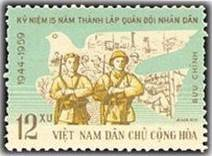 KỶ NIỆM 15 NĂM THÀNH LẬP QUÂN ĐỘI NHÂN DÂN
1944-1959
BƯU CHÍNH
12 XU
VIỆT NAM DÂN CHỦ CỘNG HÒA